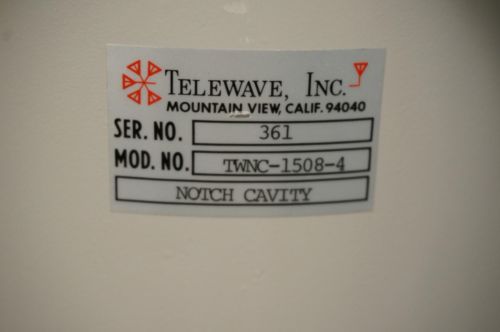 TELEWAVE, INC.
MOUNTAIN VIEW, CALIF. 94040
SER. NO. 361
MOD. NO. TWNC-1508-4
NOTCH CAVITY